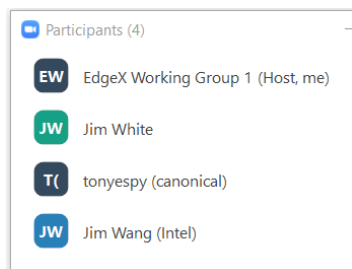 Participants (4)
EW EdgeX Working Group 1 (Host, me)
JW Jim White
T( tonyespy (canonical)
JW Jim Wang (Intel)